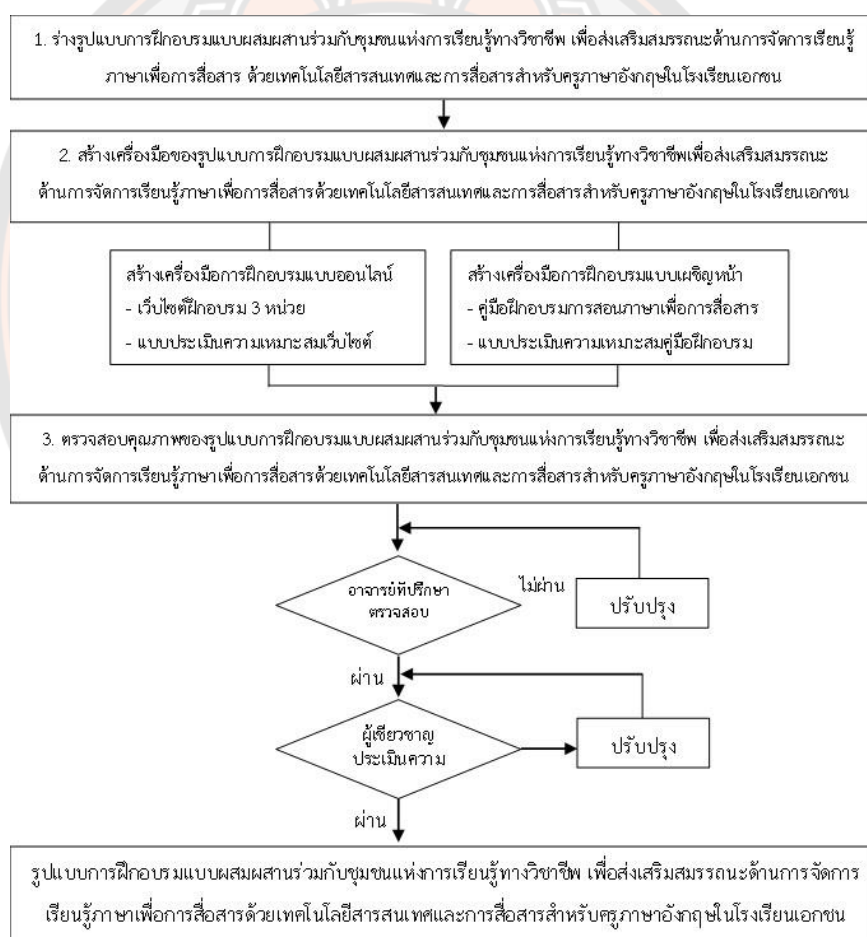 1. ร่างรูปแบบการฝึกอบรมแบบผสมผสานร่วมกับชุมชนแห่งการเรียนรู้ทางวิชาชีพ เพื่อส่งเสริมสมรรถนะด้านการจัดการเรียนรู้
ภาษาเพื่อการสื่อสาร ด้วยเทคโนโลยีสารสนเทศและการสื่อสารสำหรับครูภาษาอังกฤษในโรงเรียนเอกชน
2. สร้างเครื่องมือของรูปแบบการฝึกอบรมแบบผสมผสานร่วมกับชุมชนแห่งการเรียนรู้ทางวิชาชีพเพื่อส่งเสริมสมรรถนะ
ด้านการจัดการเรียนรู้ภาษาเพื่อการสื่อสารด้วยเทคโนโลยีสารสนเทศและการสื่อสารสำหรับครูภาษาอังกฤษในโรงเรียนเอกชน
สร้างเครื่องมือการฝึกอบรมแบบออนไลน์
- เว็บไซต์ฝึกอบรม 3 หน่วย
- แบบประเมินความเหมาะสมเว็บไซต์
สร้างเครื่องมือการฝึกอบรมแบบเผชิญหน้า
- คู่มือฝึกอบรมการสอนภาษาเพื่อการสื่อสาร
- แบบประเมินความเหมาะสมคู่มือฝึกอบรม
3. ตรวจสอบคุณภาพของรูปแบบการฝึกอบรมแบบผสมผสานร่วมกับชุมชนแห่งการเรียนรู้ทางวิชาชีพ เพื่อส่งเสริมสมรรถนะ
ด้านการจัดการเรียนรู้ภาษาเพื่อการสื่อสารด้วยเทคโนโลยีสารสนเทศและการสื่อสารสำหรับครูภาษาอังกฤษในโรงเรียนเอกชน
อาจารย์ที่ปรึกษา
ตรวจสอบ
ไม่ผ่าน
ปรับปรุง
ผ่าน
ผู้เชียวชาญ
ประเมินความ
ปรับปรุง
ผ่าน
รูปแบบการฝึกอบรมแบบผสมผสานร่วมกับชุมชนแห่งการเรียนรู้ทางวิชาชีพ เพื่อส่งเสริมสมรรถนะด้านการจัดการ
เรียนรู้ภาษาเพื่อการสื่อสารด้วยเทคโนโลยีสารสนเทศและการสื่อสารสำหรับครูภาษาอังกฤษในโรงเรียนเอกชน